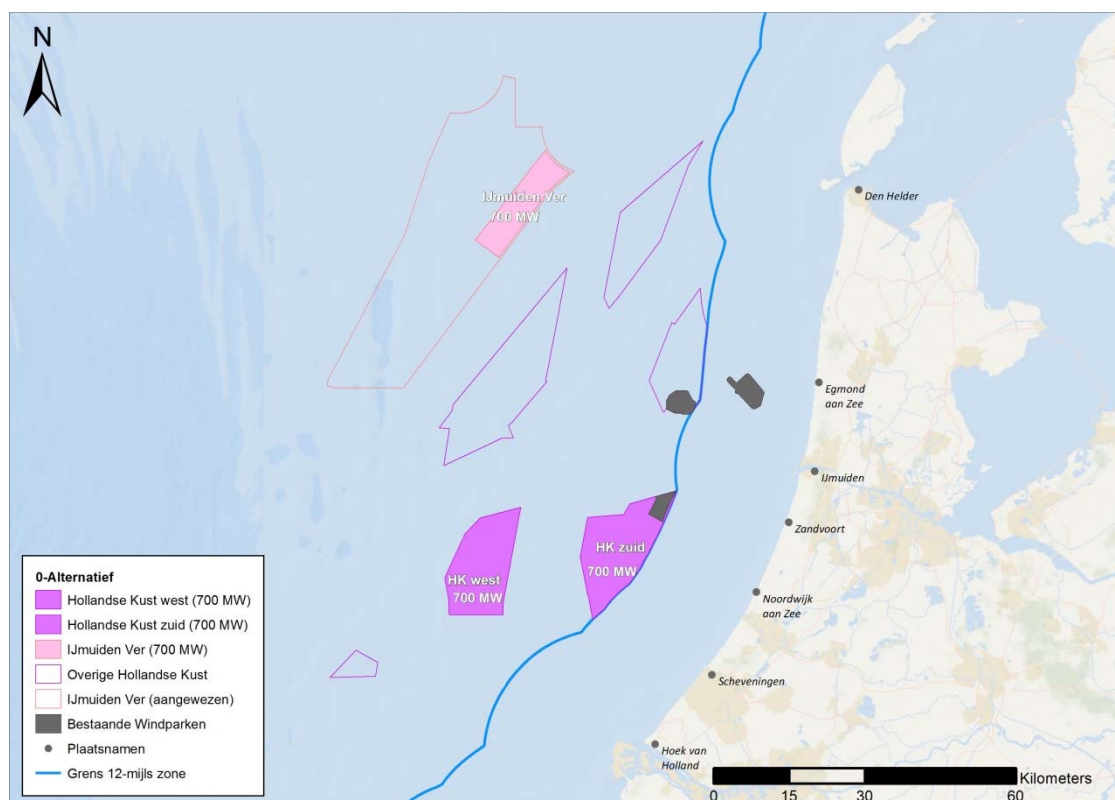 N
IJmuiden Ver
700 MW
Den Helder
Egmond
aan Zee
IJmuiden
HK zuid
700 MW
Zandvoort
HK west
700 MW
Noordwijk
aan Zee
Scheveningen
Hoek van
Holland
0-Alternatief
Hollandse Kust west (700 MW)
Hollandse Kust zuid (700 MW)
IJmuiden Ver (700 MW)
Overige Hollandse Kust
IJmuiden Ver (aangewezen)
Bestaande Windparken
Plaatsnamen
Grens 12-mijls zone
Kilometers
0 15 30 60